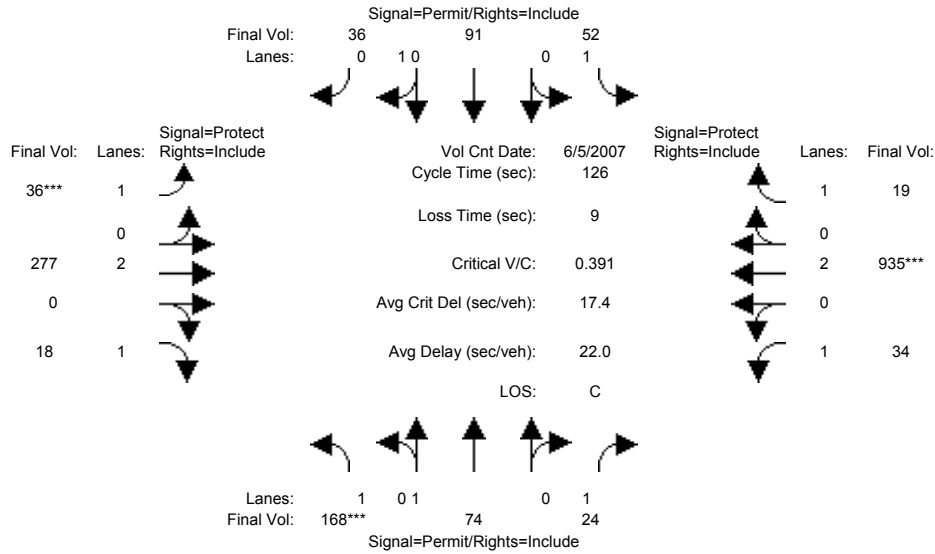 Signal=Permit/Rights=Include
Final Vol: 36 91 52
Lanes: 0 1 0 0 1
Signal=Protect Signal=Protect
Final Vol: Lanes: Rights=Include Vol Cnt Date: 6/5/2007 Rights=Include Lanes: Final Vol:
Cycle Time (sec): 126
36*** 1 1 19
Loss Time (sec): 9
0 0
277 2 Critical V/C: 0.391 2 935***
0 0 Avg Crit Del (sec/veh): 17.4 0
18 1 Avg Delay (sec/veh): 22.0 1 34
LOS: C
Lanes: 1 0 1 0 1
Final Vol: 168*** 74 24
Signal=Permit/Rights=Include